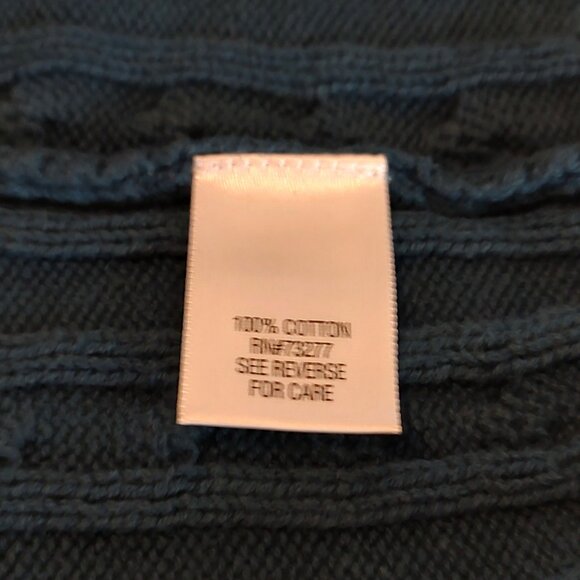 100% COTTON
RN#73277
SEE REVERSE
FOR CARE